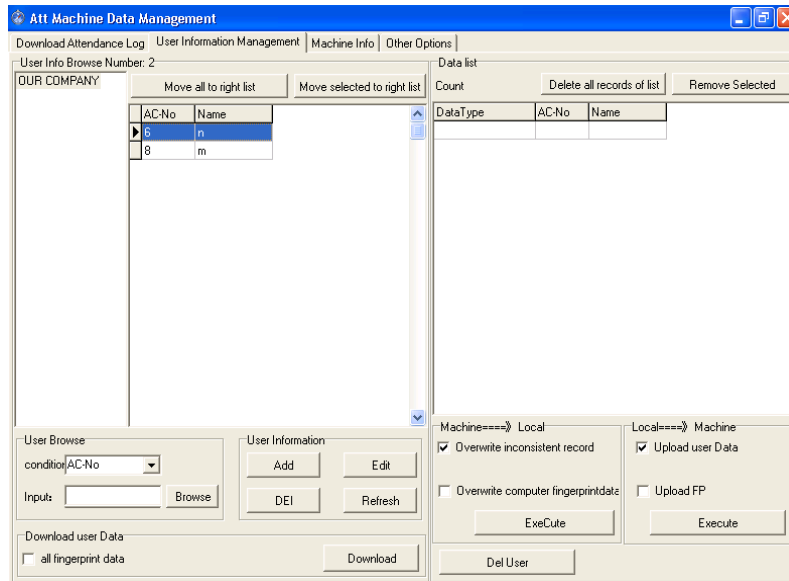 Att Machine Data Management
Download Attendance Log User Information Management Machine Info Other Options
User Info Browse Number: 2
OUR COMPANY
Move all to right list Move selected to right list
AC-No Name
6 n
8 m
Data list
Count Delete all records of list Remove Selected
DataType AC-No Name
User Browse
condition AC-No
Input: Browse
User Information
Add Edit
DEl Refresh
Download user Data
all fingerprint data Download
Machine====》 Local
Overwrite inconsistent record
Overwrite computer fingerprintdata
ExeCute
Local====》 Machine
Upload user Data
Upload FP
Execute
Del User